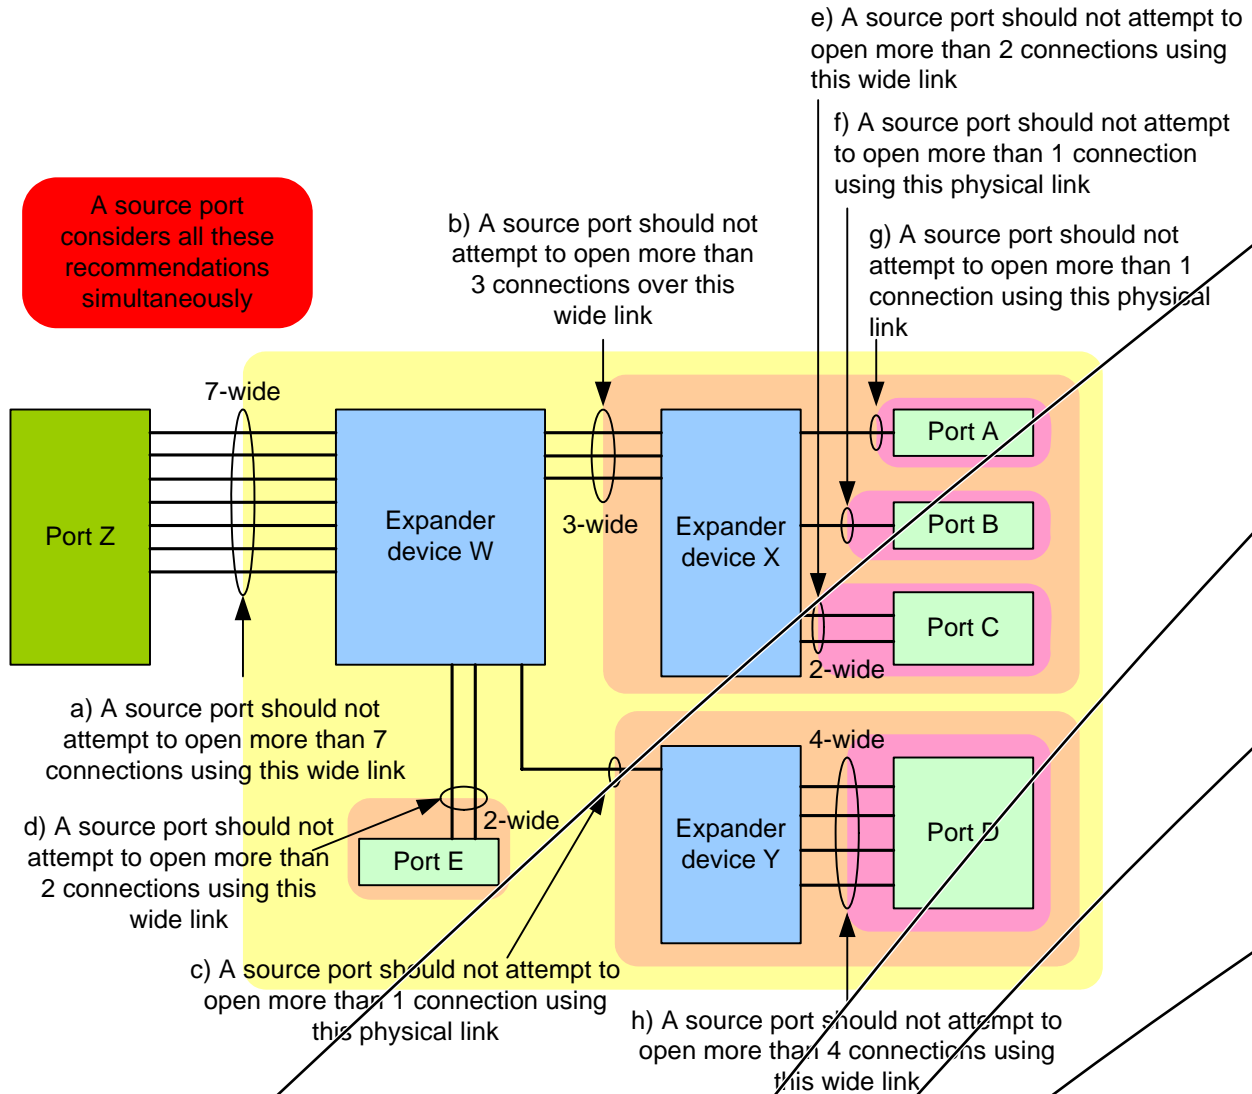 e) A source port should not attempt to
open more than 2 connections using
this wide link
f) A source port should not attempt
to open more than 1 connection
using this physical link
A source port
considers all these
recommendations
simultaneously
b) A source port should not
attempt to open more than
3 connections over this
wide link
g) A source port should not
attempt to open more than 1
connection using this physical
link
7-wide
Port Z
Expander
device W
3-wide
Expander
device X
Port A
Port B
Port C
2-wide
a) A source port should not
attempt to open more than 7
connections using this wide link
4-wide
d) A source port should not
attempt to open more than
2 connections using this
wide link
2-wide
Port E
Expander
device Y
Port D
c) A source port should not attempt to
open more than 1 connection using
this physical link
h) A source port should not attempt to
open more than 4 connections using
this wide link